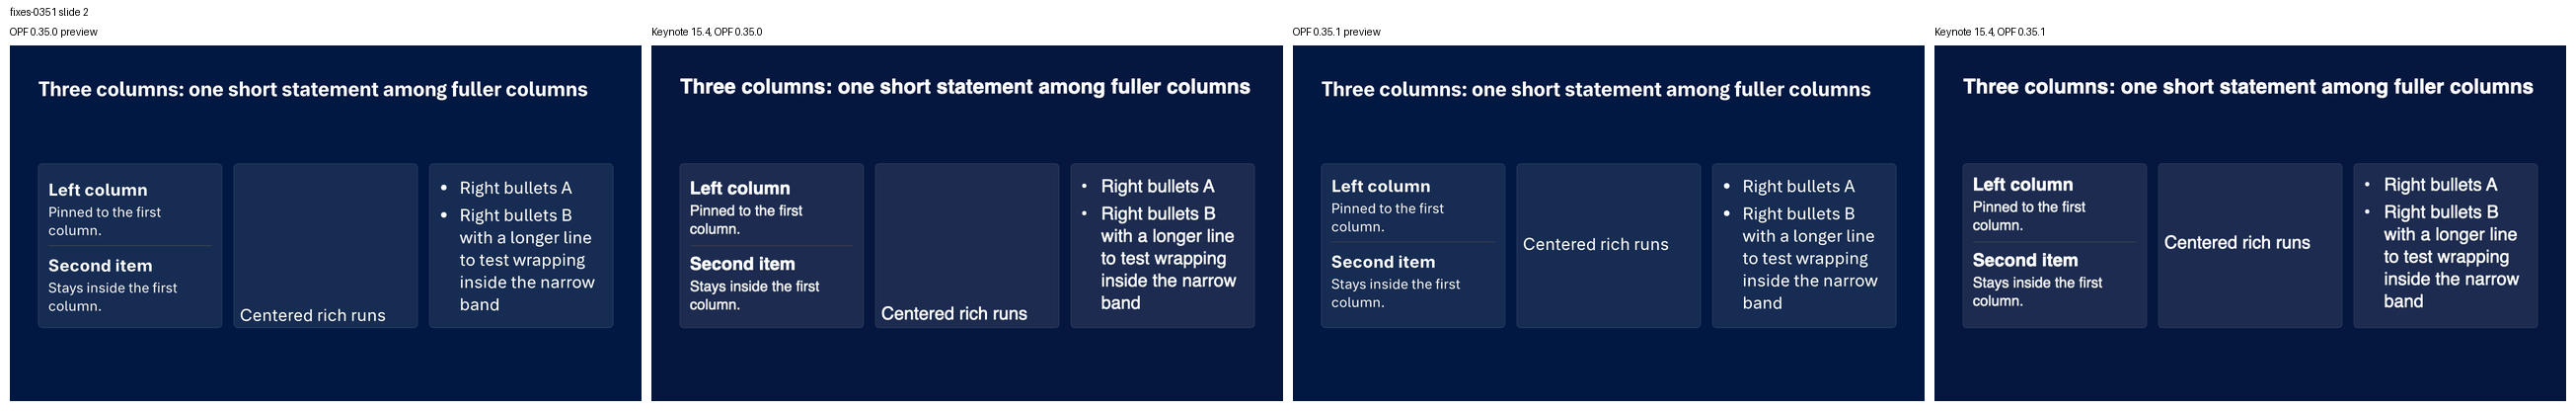 fixes-0351 slide 2
OPF 0.35.0 preview
Three columns: one short statement among fuller columns
Left column
Pinned to the first
column.
Second item
Stays inside the first
column.
Centered rich runs
• Right bullets A
• Right bullets B
with a longer line
to test wrapping
inside the narrow
band
Keynote 15.4, OPF 0.35.0
Three columns: one short statement among fuller columns
Left column
Pinned to the first
column.
Second item
Stays inside the first
column.
Centered rich runs
• Right bullets A
• Right bullets B
with a longer line
to test wrapping
inside the narrow
band
OPF 0.35.1 preview
Three columns: one short statement among fuller columns
Left column
Pinned to the first
column.
Second item
Stays inside the first
column.
Centered rich runs
• Right bullets A
• Right bullets B
with a longer line
to test wrapping
inside the narrow
band
Keynote 15.4, OPF 0.35.1
Three columns: one short statement among fuller columns
Left column
Pinned to the first
column.
Second item
Stays inside the first
column.
Centered rich runs
• Right bullets A
• Right bullets B
with a longer line
to test wrapping
inside the narrow
band